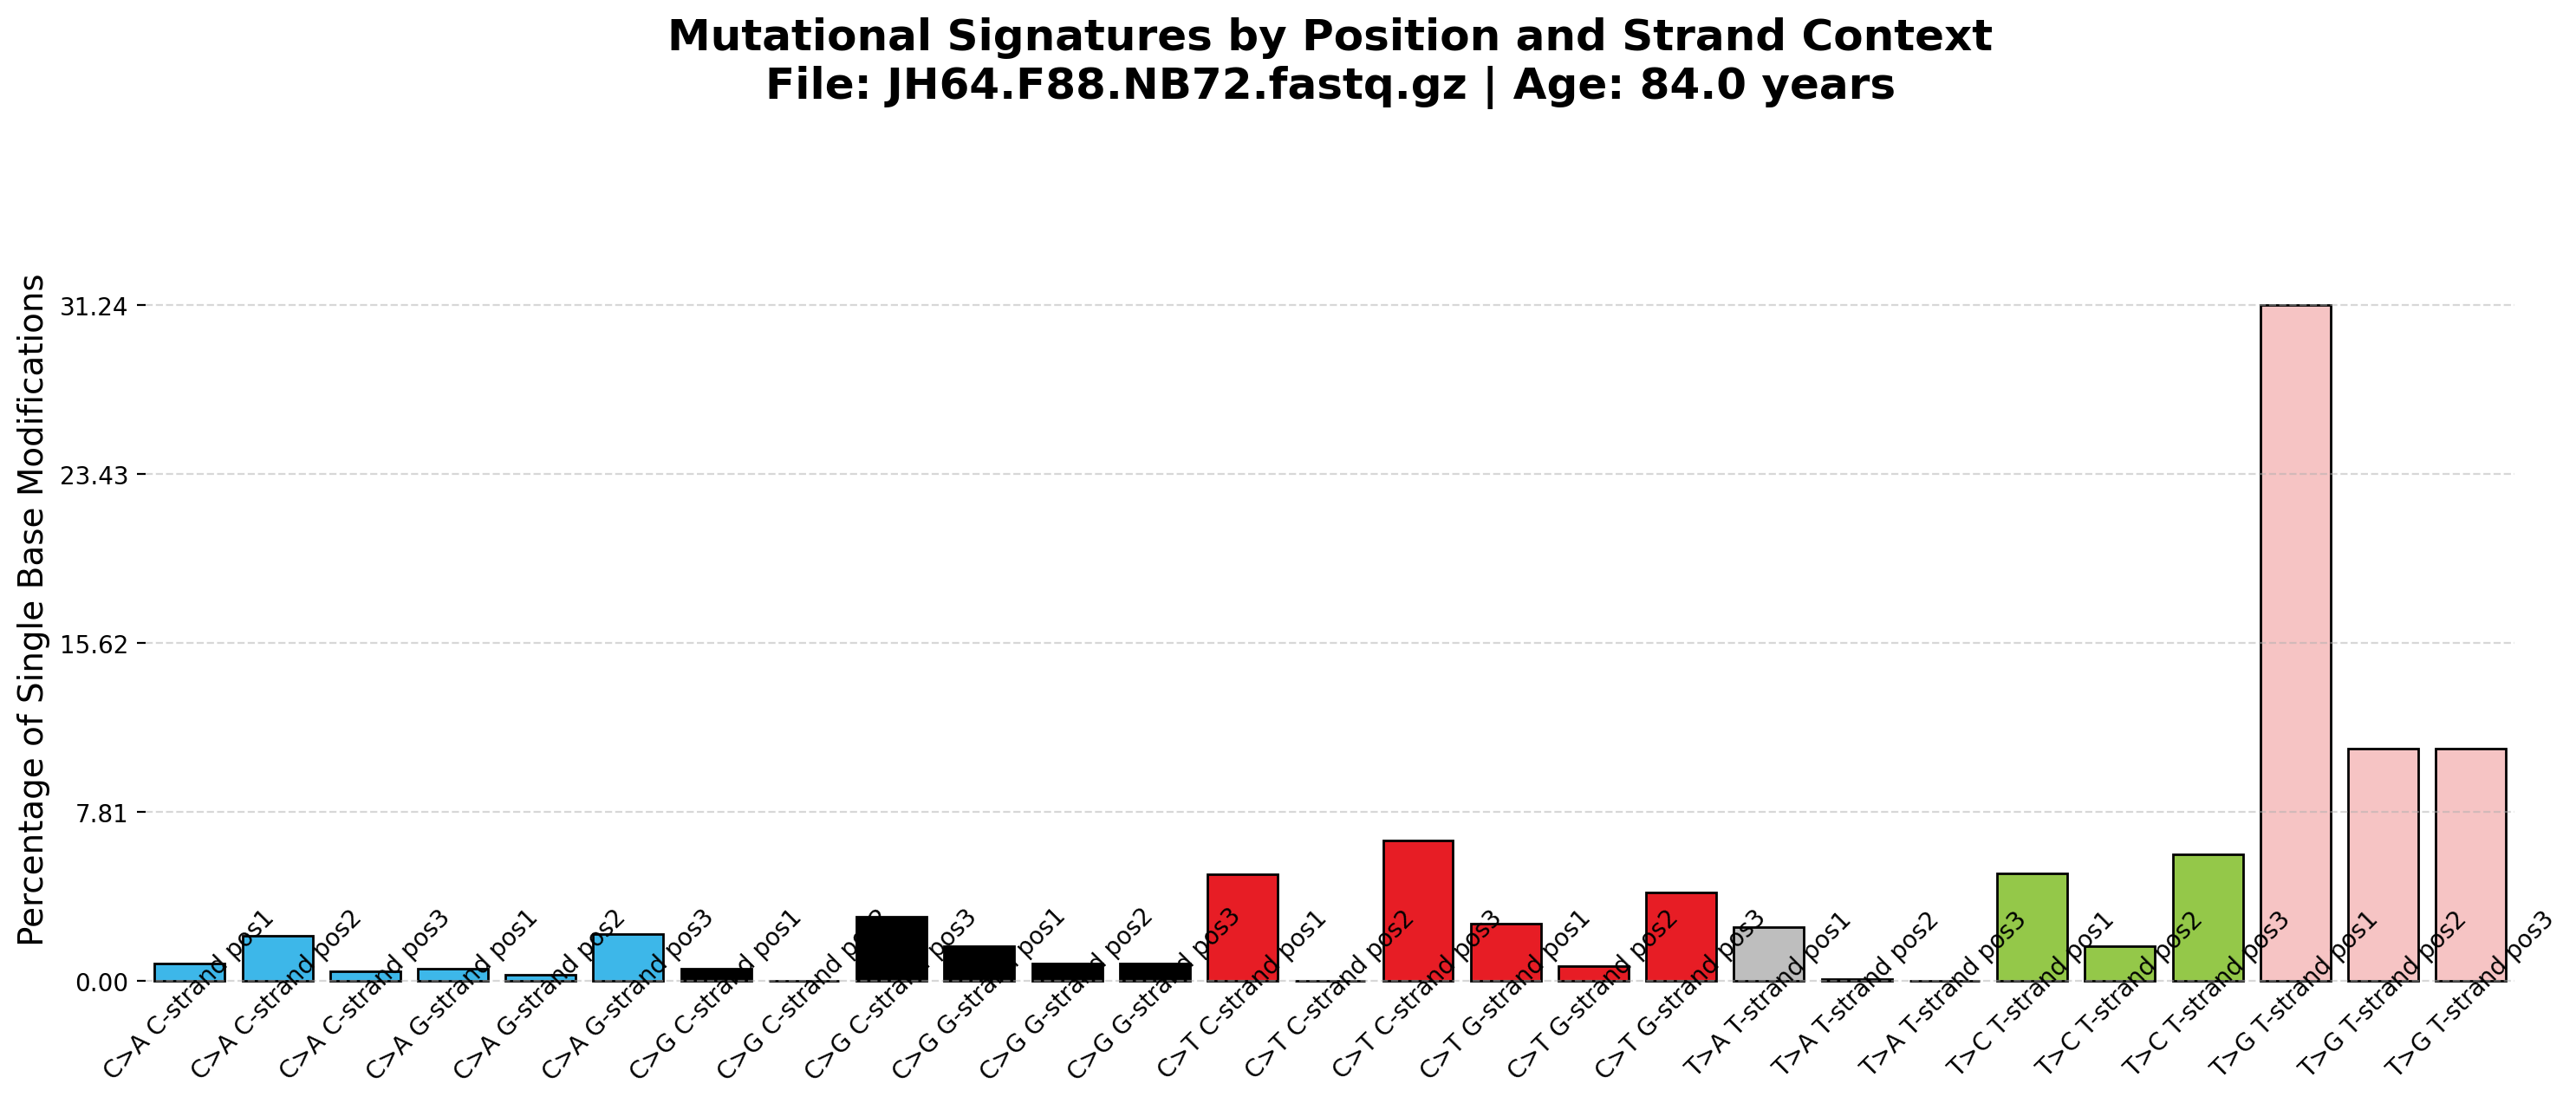 Mutational Signatures by Position and Strand Context
File: JH64.F88.NB72.fastq.gz | Age: 84.0 years
Percentage of Single Base Modifications
31.24
23.43
15.62
7.81
0.00
C>A C-strand pos1
C>A C-strand pos2
C>A C-strand pos3
C>A G-strand pos1
C>A G-strand pos2
C>A G-strand pos3
C>G C-strand pos1
C>G C-strand pos2
C>G C-strand pos3
C>G G-strand pos1
C>G G-strand pos2
C>G G-strand pos3
C>T C-strand pos1
C>T C-strand pos2
C>T C-strand pos3
C>T G-strand pos1
C>T G-strand pos2
C>T G-strand pos3
T>A T-strand pos1
T>A T-strand pos2
T>A T-strand pos3
T>C T-strand pos1
T>C T-strand pos2
T>C T-strand pos3
T>G T-strand pos1
T>G T-strand pos2
T>G T-strand pos3